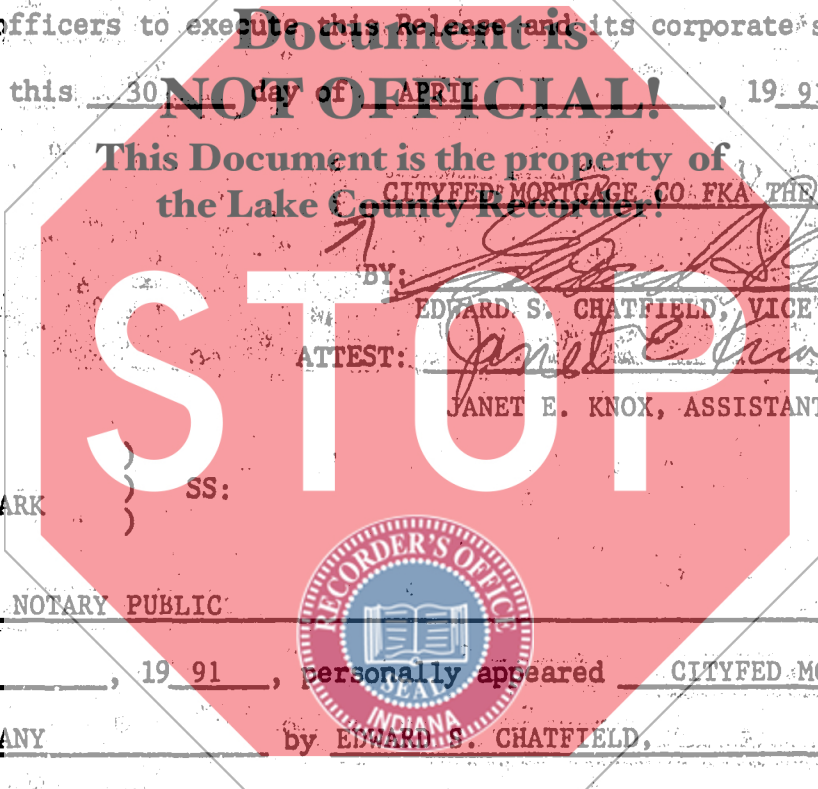 officers to execute this Release and its corporate
Document is
this 30 day of APRIL, 19 91
NOT OFFICIAL!
This Document is the property of
CITYFED MORTGAGE CO FKA THE
the Lake County Recorder!
BY:
EDWARD S. CHATFIELD, VICE
ATTEST: Janet E Knox
JANET E. KNOX, ASSISTANT
STOP
) 
ARK ) SS:
)
RECORDER'S OFFICE
NOTARY PUBLIC
, 19 91, personally appeared CITYFED MO
SEAL
INDIANA
ANY by EDWARD S. CHATFIELD,